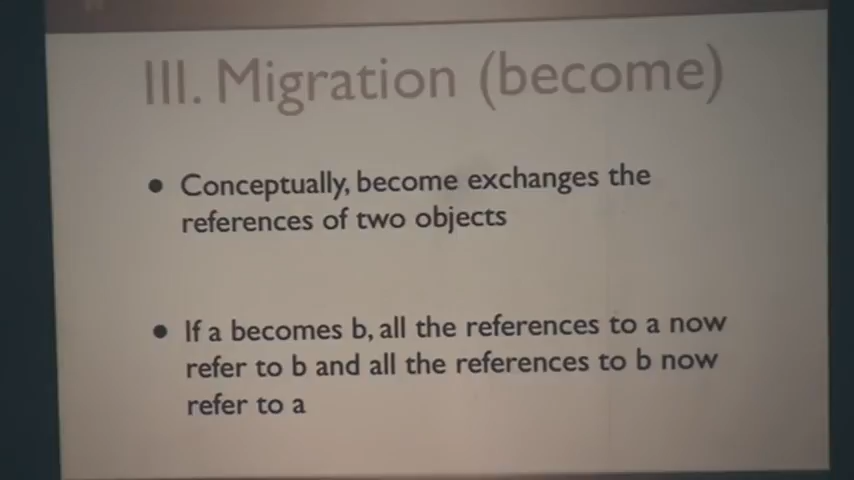 III. Migration (become)
• Conceptually, become exchanges the
references of two objects
• If a becomes b, all the references to a now
refer to b and all the references to b now
refer to a